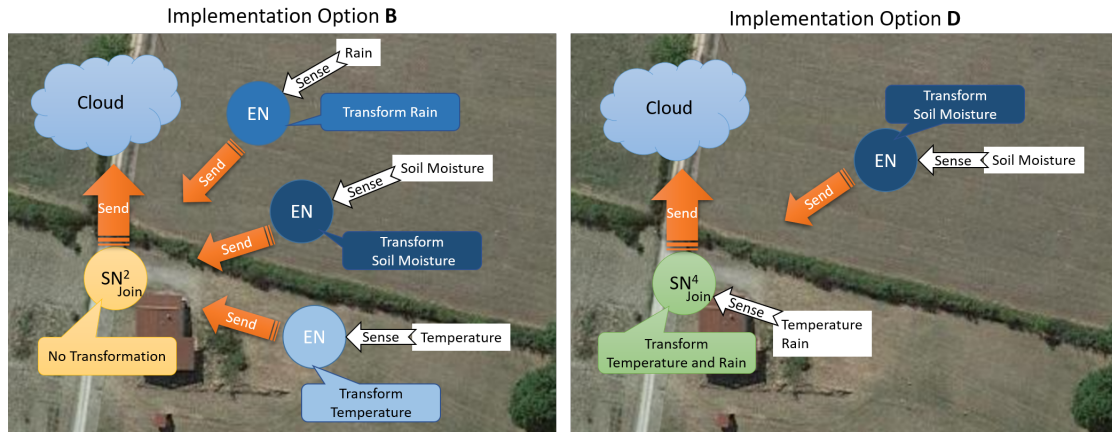 Implementation Option B
Cloud
Rain
Sense
EN
Transform Rain
Send
Soil Moisture
Sense
EN
Send
Transform
Soil Moisture
Send
SN²
Join
No Transformation
Send
EN
Sense
Temperature
Transform
Temperature
Implementation Option D
Cloud
Transform
Soil Moisture
EN
Sense
Soil Moisture
Send
Send
SN⁴
Join
Sense
Temperature
Rain
Transform
Temperature and Rain